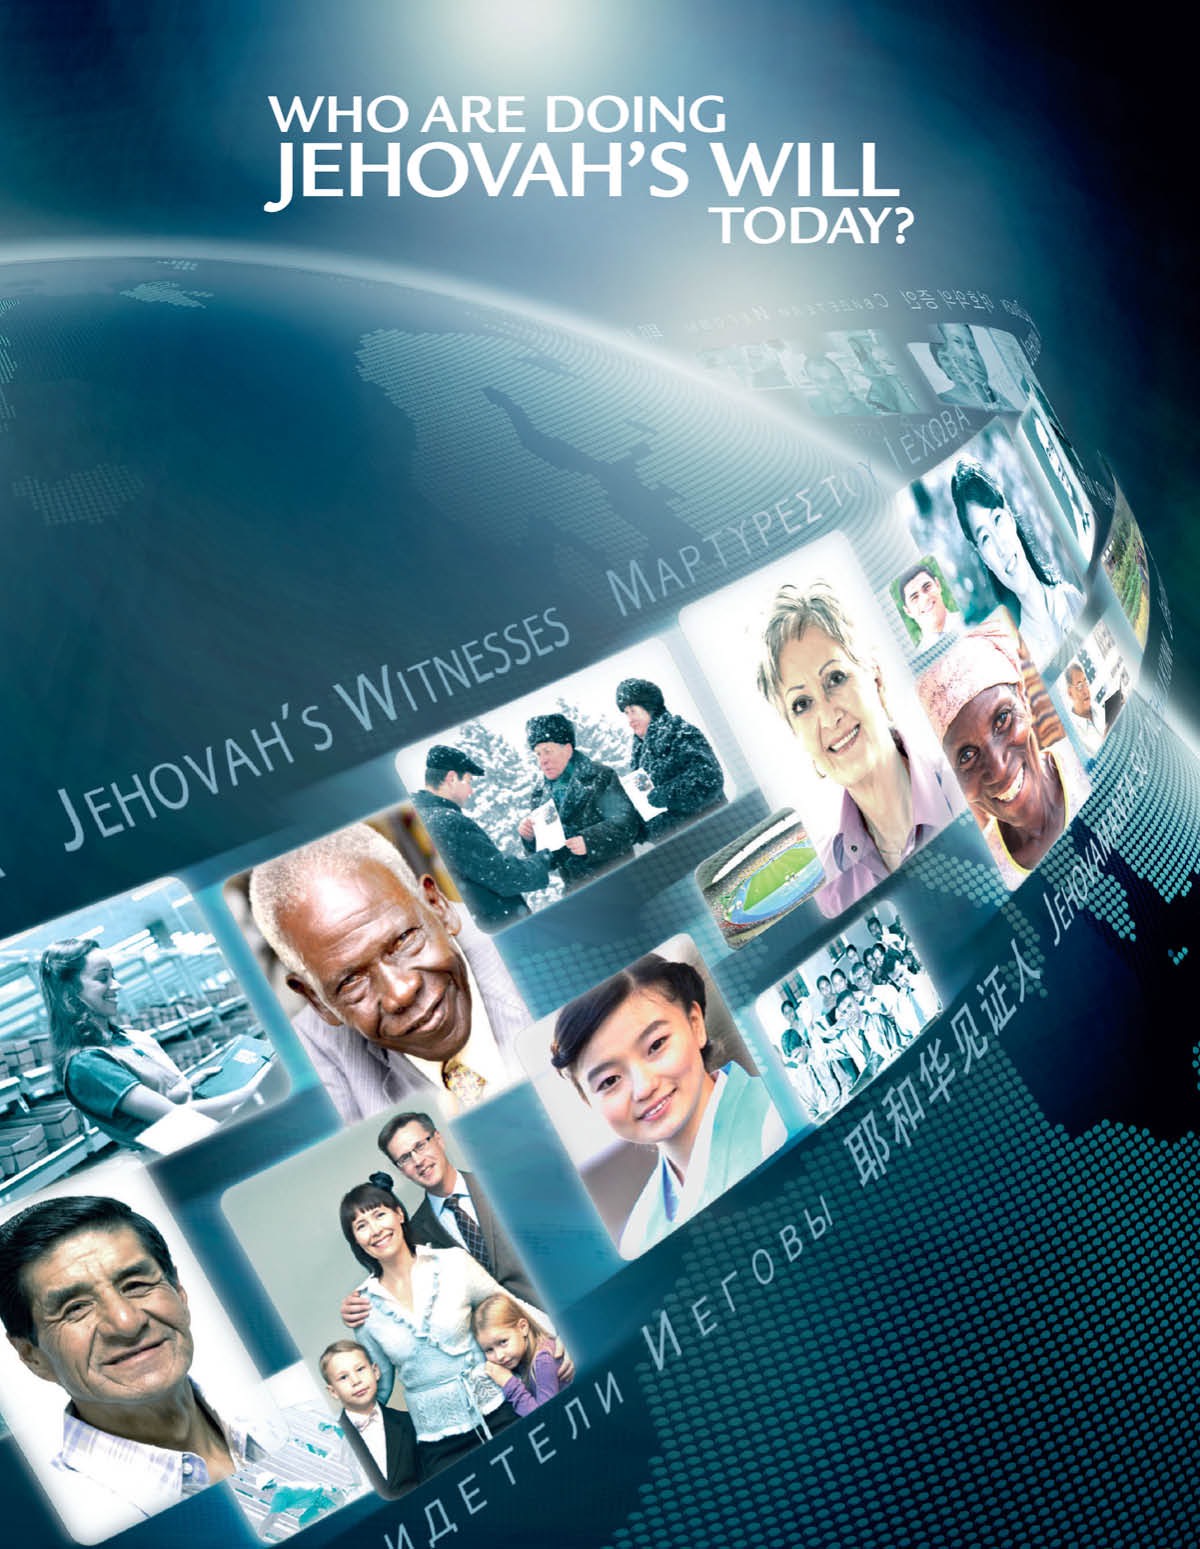 WHO ARE DOING
JEHOVAH'S WILL
TODAY?
JEHOVAH'S WITNESSES ΜΑΡΤΥΡΕΣ ΤΟΥ ΙΕΧΩΒΑ
ИДЕТЕЛИ ИЕГОВЫ 耶和华见证人